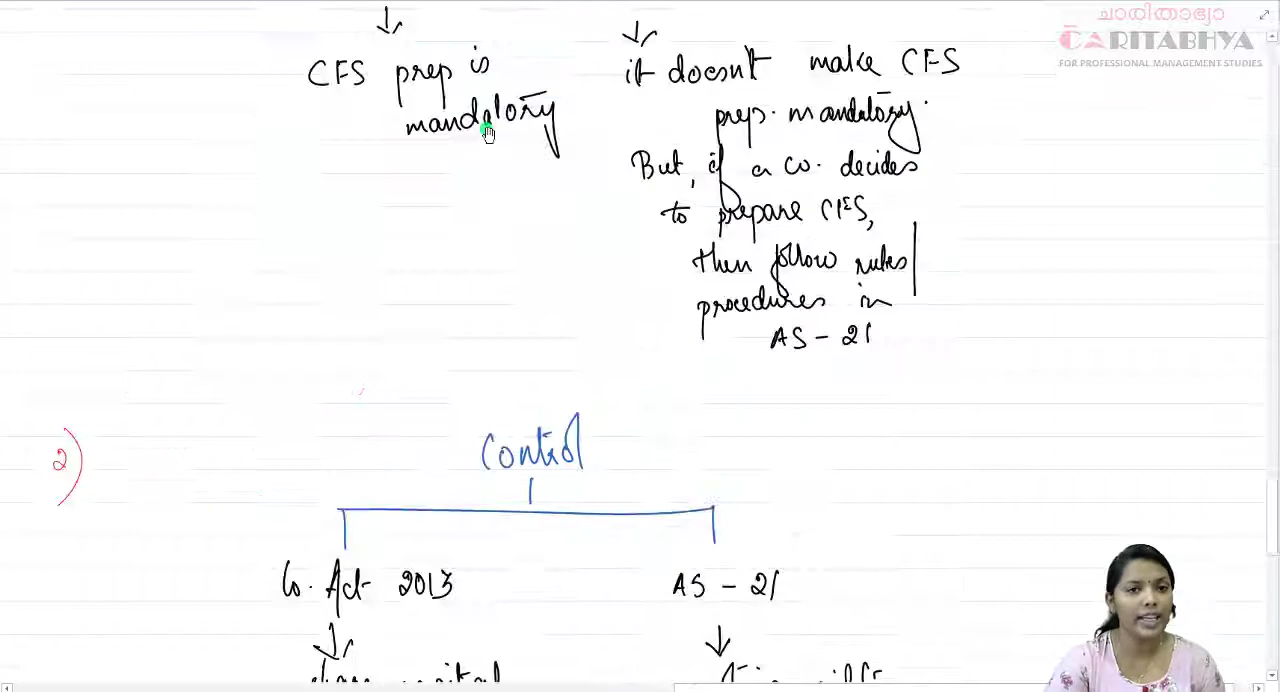 ചാരിതാഭ്യാ
CARITABHYA
FOR PROFESSIONAL MANAGEMENT STUDIES
CFS prep is
mandatory
it doesn't make CFS
prep. mandatory.
But, if a co. decides
to prepare CFS,
then follow rules
procedures in
AS - 21
2)
Control
Co. Act 2013
AS - 21